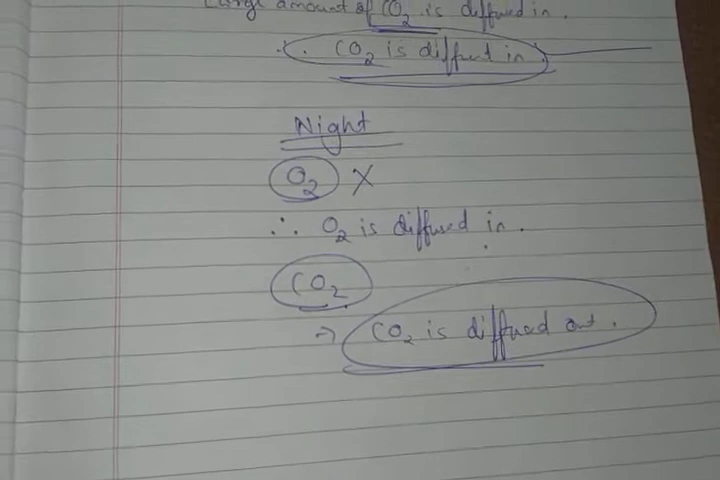 Large amount of CO2 is diffused in.
∴ CO2 is diffused in
Night
O2 X
∴ O2 is diffused in.
CO2
⇒ CO2 is diffused out.